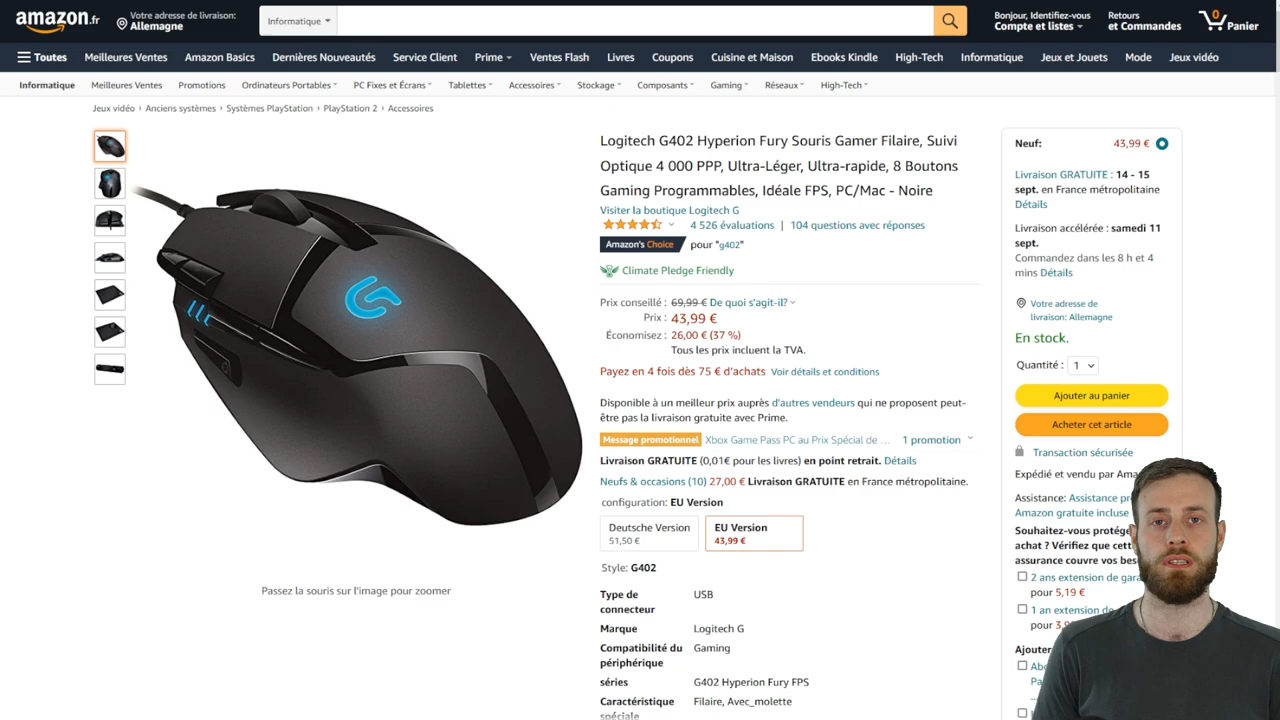 amazon.fr
Votre adresse de livraison:
Allemagne
Informatique
Bonjour, Identifiez-vous
Compte et listes
Retours
et Commandes
0
Panier
Toutes
Meilleures Ventes
Amazon Basics
Dernières Nouveautés
Service Client
Prime
Ventes Flash
Livres
Coupons
Cuisine et Maison
Ebooks Kindle
High-Tech
Informatique
Jeux et Jouets
Mode
Jeux vidéo
Informatique
Meilleures Ventes
Promotions
Ordinateurs Portables
PC Fixes et Écrans
Tablettes
Accessoires
Stockage
Composants
Gaming
Réseaux
High-Tech
Jeux vidéo › Anciens systèmes › Systèmes PlayStation › PlayStation 2 › Accessoires
Passez la souris sur l'image pour zoomer
Logitech G402 Hyperion Fury Souris Gamer Filaire, Suivi
Optique 4 000 PPP, Ultra-Léger, Ultra-rapide, 8 Boutons
Gaming Programmables, Idéale FPS, PC/Mac - Noire
Visiter la boutique Logitech G
4 526 évaluations | 104 questions avec réponses
Amazon's Choice pour "g402"
Climate Pledge Friendly
Prix conseillé : 69,99 € De quoi s'agit-il?
Prix : 43,99 €
Économisez : 26,00 € (37 %)
Tous les prix incluent la TVA.
Payez en 4 fois dès 75 € d'achats Voir détails et conditions
Disponible à un meilleur prix auprès d'autres vendeurs qui ne proposent peut-
être pas la livraison gratuite avec Prime.
Message promotionnel Xbox Game Pass PC au Prix Spécial de ... 1 promotion
Livraison GRATUITE (0,01€ pour les livres) en point retrait. Détails
Neufs & occasions (10) 27,00 € Livraison GRATUITE en France métropolitaine.
configuration: EU Version
Deutsche Version
51,50 €
EU Version
43,99 €
Style: G402
Type de
connecteur
USB
Marque
Logitech G
Compatibilité du
périphérique
Gaming
séries
G402 Hyperion Fury FPS
Caractéristique
spéciale
Filaire, Avec_molette
Neuf: 43,99 €
Livraison GRATUITE : 14 - 15
sept. en France métropolitaine
Détails
Livraison accélérée : samedi 11
sept.
Commandez dans les 8 h et 4
mins Détails
Votre adresse de
livraison: Allemagne
En stock.
Quantité : 1
Ajouter au panier
Acheter cet article
Transaction sécurisée
Expédié et vendu par
Assistance: Assistance
Amazon gratuite incluse
Souhaitez-vous
achat ? Vérifiez que
assurance couvre vos
2 ans extension de
pour 5,19 €
1 an extension de
pour
Ajouter